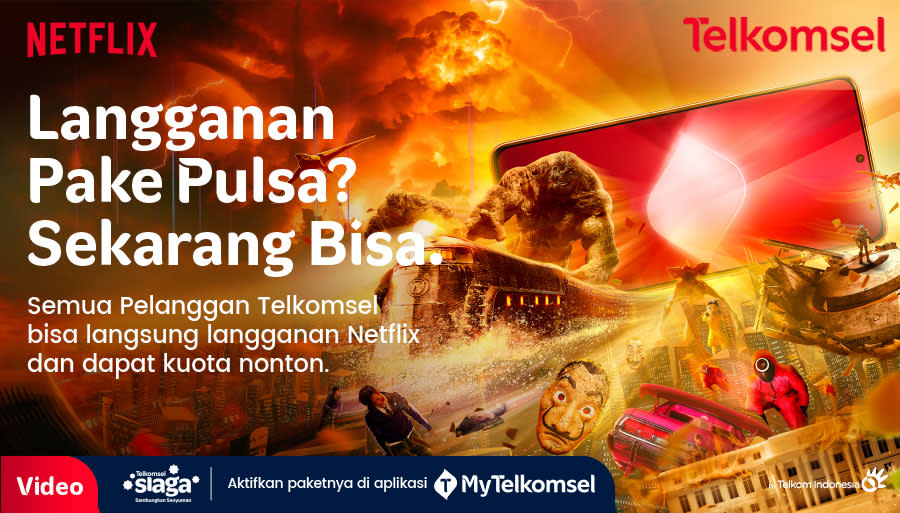 NETFLIX
Telkomsel
Langganan
Pake Pulsa?
Sekarang Bisa.
Semua Pelanggan Telkomsel
bisa langsung langganan Netflix
dan dapat kuota nonton.
Video
Telkomsel
siaga
Sambungkan Senyuman
Aktifkan paketnya di aplikasi
MyTelkomsel
by Telkom Indonesia